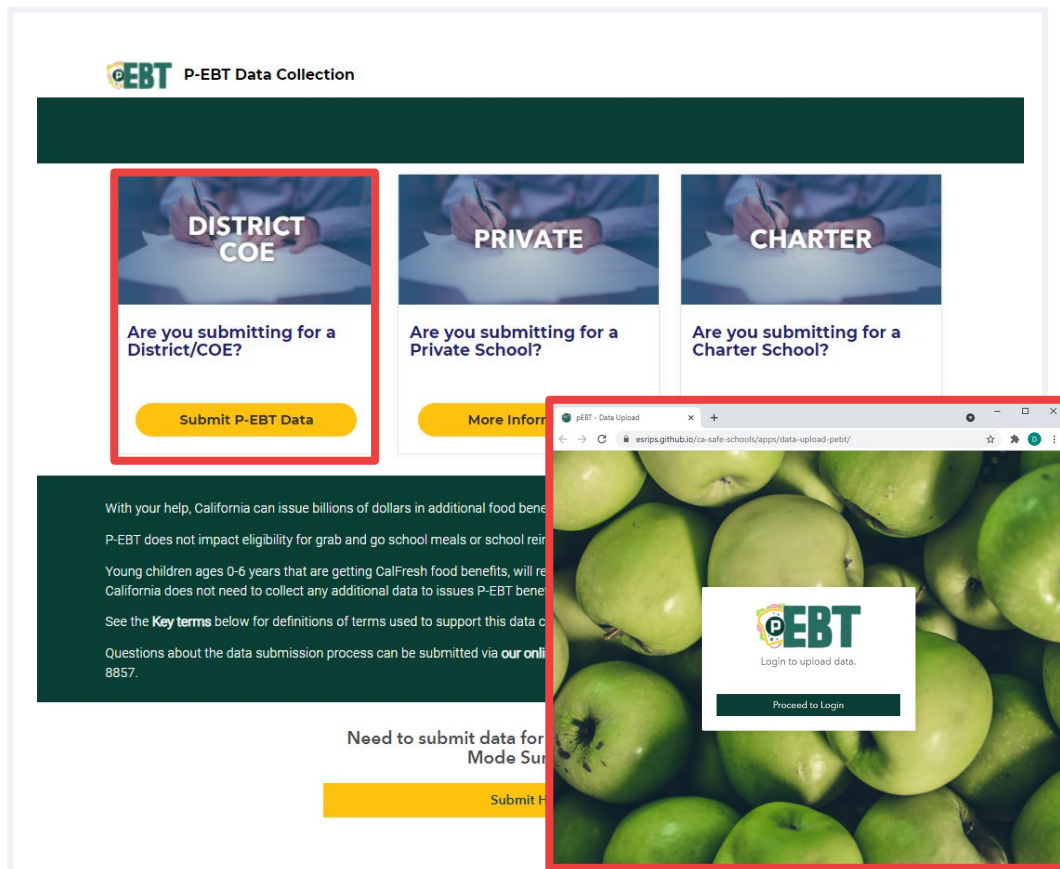 pEBT P-EBT Data Collection
DISTRICT
COE
PRIVATE
CHARTER
Are you submitting for a
District/COE?
Are you submitting for a
Private School?
Are you submitting for a
Charter School?
Submit P-EBT Data
More Infor
With your help, California can issue billions of dollars in additional food bene
P-EBT does not impact eligibility for grab and go school meals or school rei
Young children ages 0-6 years that are getting CalFresh food benefits, will re
California does not need to collect any additional data to issues P-EBT bene
See the Key terms below for definitions of terms used to support this data c
Questions about the data submission process can be submitted via our onli
8857.
Need to submit data for
Mode Sur
Submit H
pEBT - Data Upload
esrips.github.io/ca-safe-schools/apps/data-upload-pebt/
D
pEBT
Login to upload data.
Proceed to Login